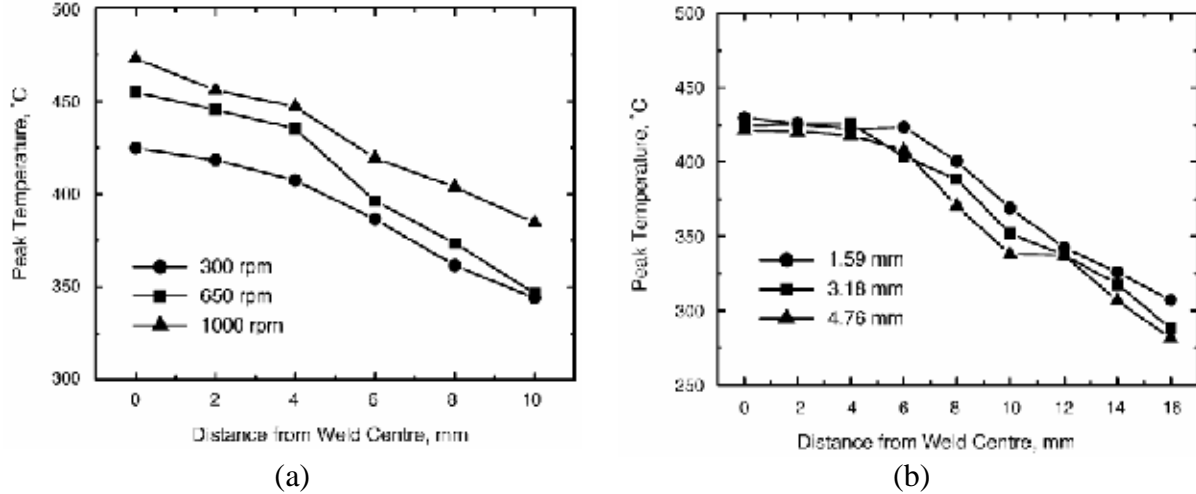 500
450
400
350
300
Peak Temperature, °C
300 rpm
650 rpm
1000 rpm
0 2 4 6 8 10
Distance from Weld Centre, mm
(a)
500
450
400
350
300
250
Peak Temperature, °C
1.59 mm
3.18 mm
4.76 mm
0 2 4 6 8 10 12 14 16
Distance from Weld Centre, mm
(b)